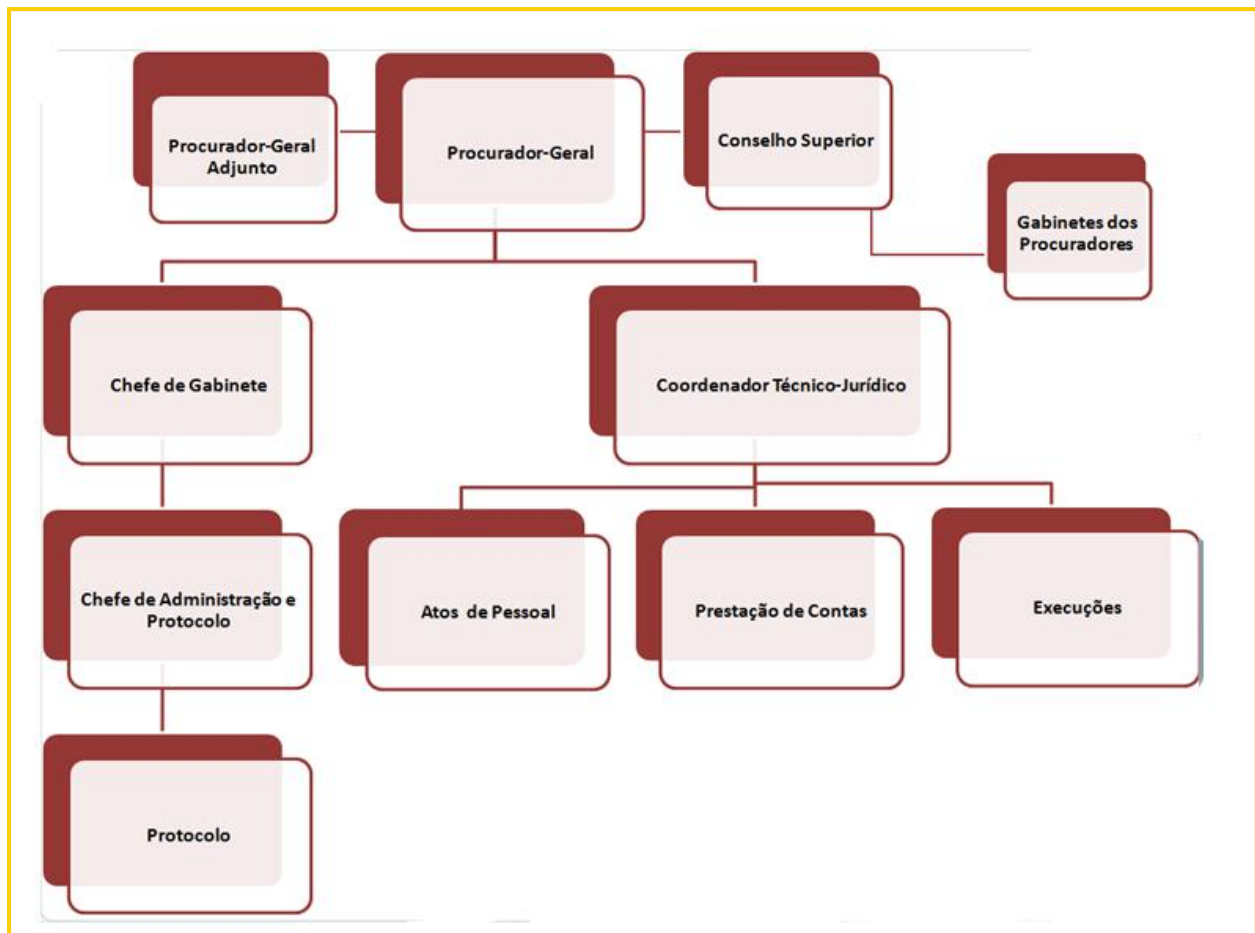 Procurador-Geral
Adjunto
Procurador-Geral
Conselho Superior
Gabinetes dos
Procuradores
Chefe de Gabinete
Coordenador Técnico-Jurídico
Chefe de Administração e
Protocolo
Atos de Pessoal
Prestação de Contas
Execuções
Protocolo